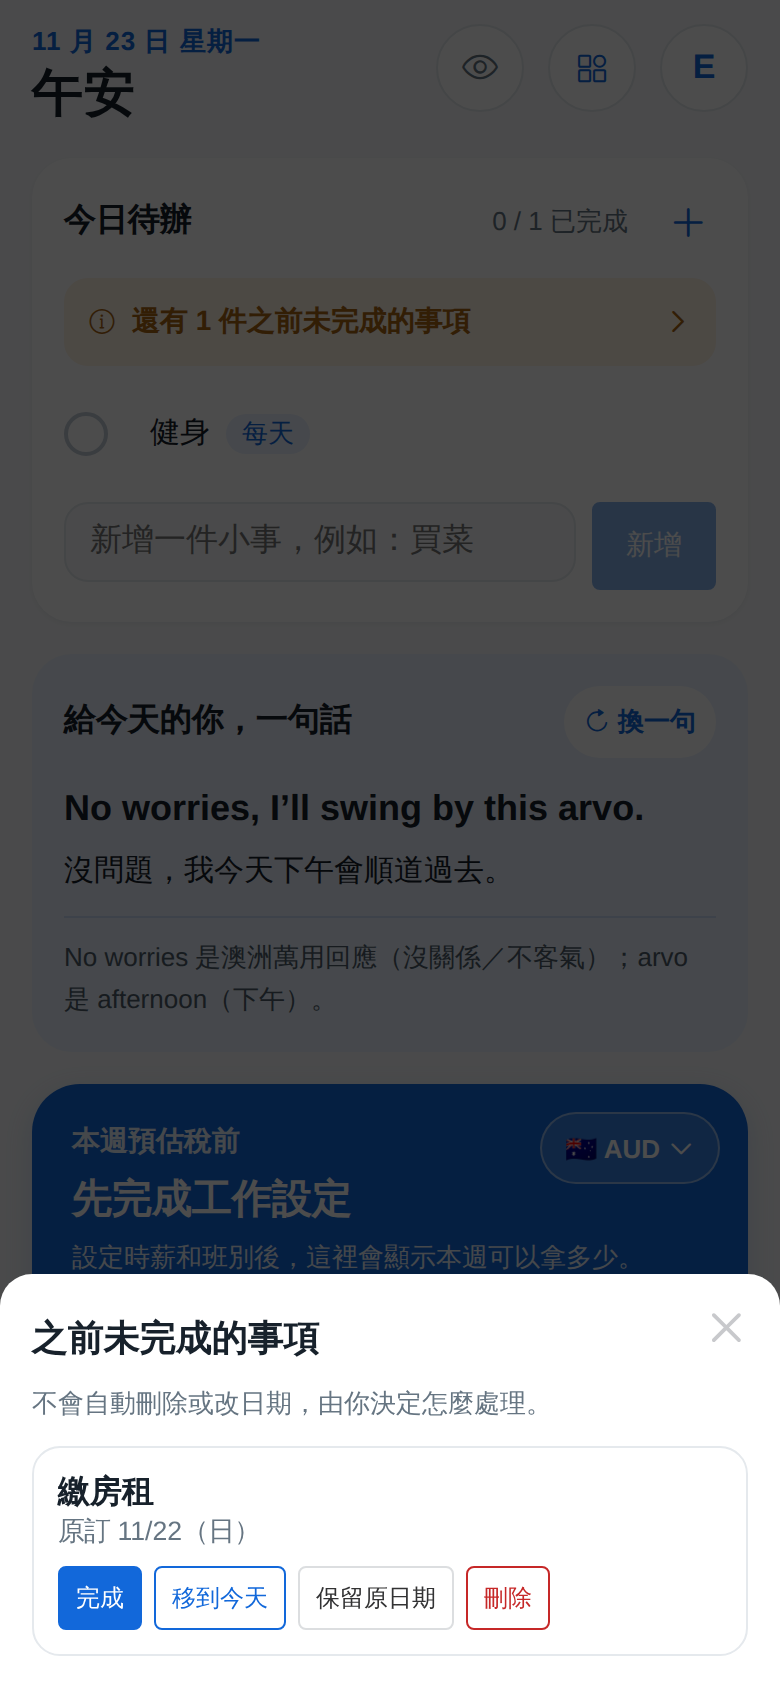 11 月 23 日 星期一
午安
E
今日待辦
0 / 1 已完成
還有 1 件之前未完成的事項
健身 每天
新增一件小事，例如：買菜
新增
給今天的你，一句話
換一句
No worries, I’ll swing by this arvo.
沒問題，我今天下午會順道過去。
No worries 是澳洲萬用回應（沒關係／不客氣）；arvo
是 afternoon（下午）。
本週預估稅前
AUD
先完成工作設定
設定時薪和班別後，這裡會顯示本週可以拿多少。
之前未完成的事項
不會自動刪除或改日期，由你決定怎麼處理。
繳房租
原訂 11/22（日）
完成 移到今天 保留原日期 刪除